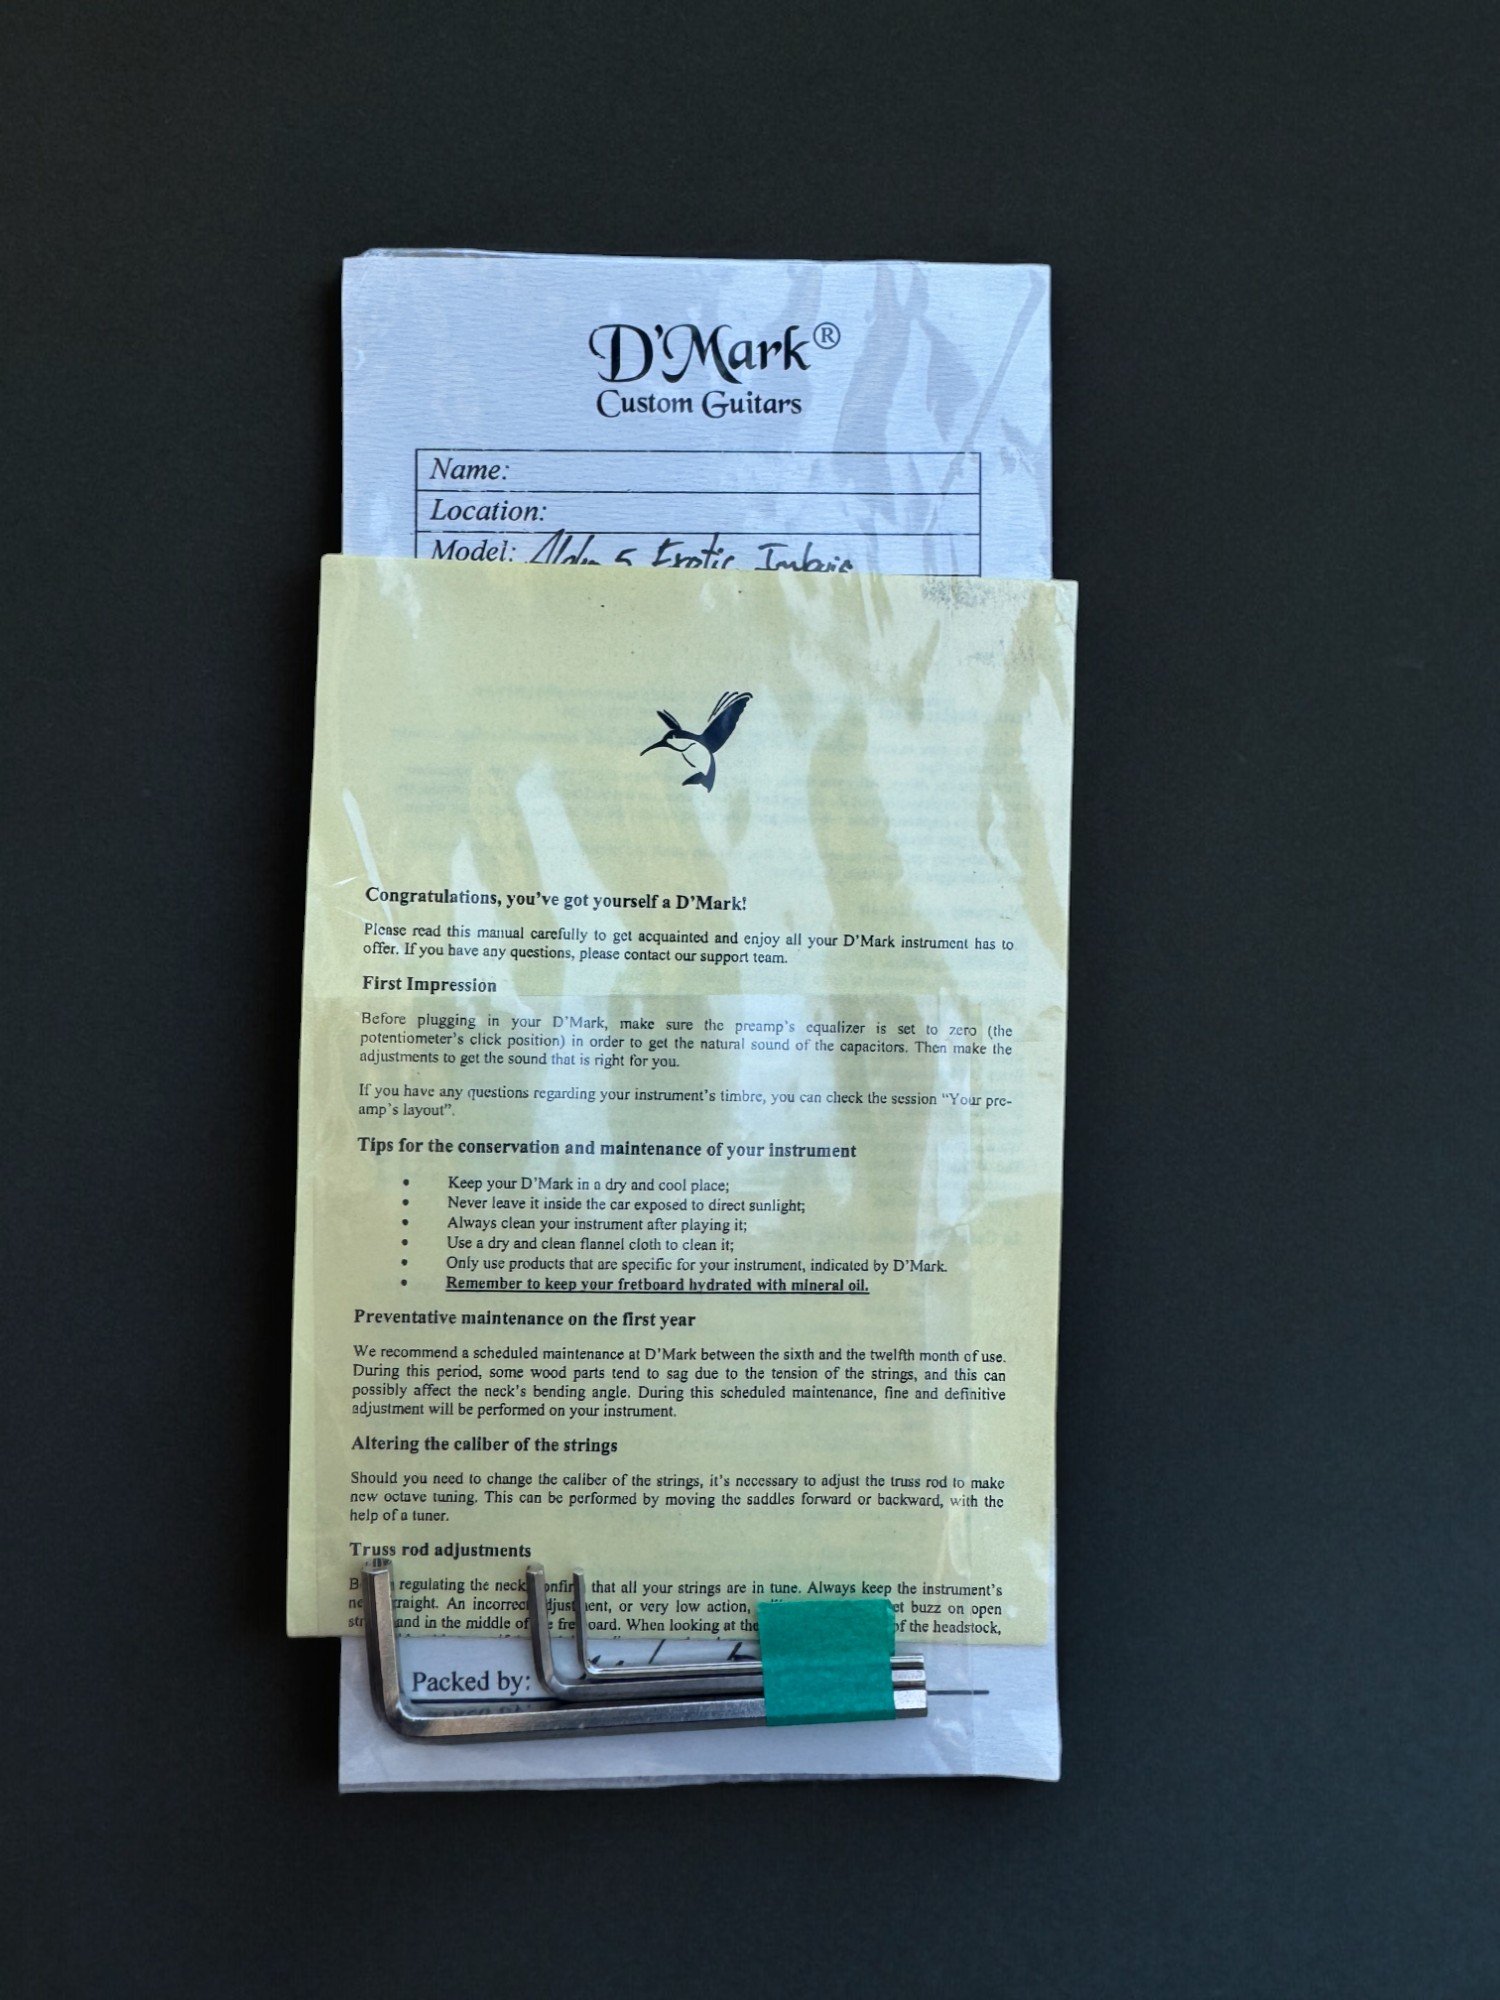 D'Mark®
Custom Guitars
Name:
Location:
Model: 5 Exotic Imbuia
Congratulations, you've got yourself a D'Mark!
Please read this manual carefully to get acquainted and enjoy all your D'Mark instrument has to
offer. If you have any questions, please contact our support team.
First Impression
Before plugging in your D'Mark, make sure the preamp's equalizer is set to zero (the
potentiometer's click position) in order to get the natural sound of the capacitors. Then make the
adjustments to get the sound that is right for you.
If you have any questions regarding your instrument's timbre, you can check the session "Your pre-
amp's layout".
Tips for the conservation and maintenance of your instrument
• Keep your D'Mark in a dry and cool place;
• Never leave it inside the car exposed to direct sunlight;
• Always clean your instrument after playing it;
• Use a dry and clean flannel cloth to clean it;
• Only use products that are specific for your instrument, indicated by D'Mark.
• Remember to keep your fretboard hydrated with mineral oil.
Preventative maintenance on the first year
We recommend a scheduled maintenance at D'Mark between the sixth and the twelfth month of use.
During this period, some wood parts tend to sag due to the tension of the strings, and this can
possibly affect the neck's bending angle. During this scheduled maintenance, fine and definitive
adjustment will be performed on your instrument.
Altering the caliber of the strings
Should you need to change the caliber of the strings, it's necessary to adjust the truss rod to make
new octave tuning. This can be performed by moving the saddles forward or backward, with the
help of a tuner.
Truss rod adjustments
regulating the neck that all your strings are in tune. Always keep the instrument's
An incorrect or very low action, buzz on open
and in the middle of When looking at the of the headstock,
Packed by: